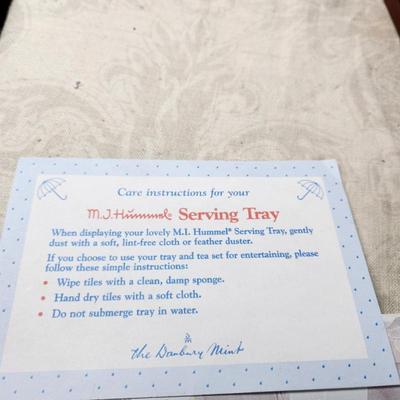 Care instructions for your
M.J. Hummel® Serving Tray
When displaying your lovely M.I. Hummel® Serving Tray, gently
dust with a soft, lint-free cloth or feather duster.
If you choose to use your tray and tea set for entertaining, please
follow these simple instructions:
• Wipe tiles with a clean, damp sponge.
• Hand dry tiles with a soft cloth.
• Do not submerge tray in water.
The Danbury Mint